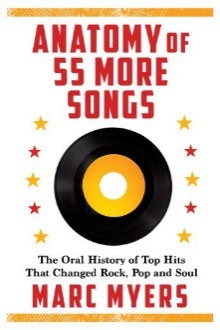 ANATOMY OF
55 MORE
SONGS
The Oral History of Top Hits
That Changed Rock, Pop and Soul
MARC MYERS